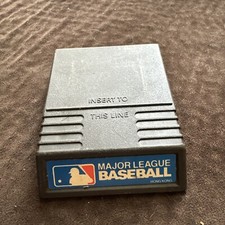 INSERT TO
THIS LINE
MAJOR LEAGUE
BASEBALL